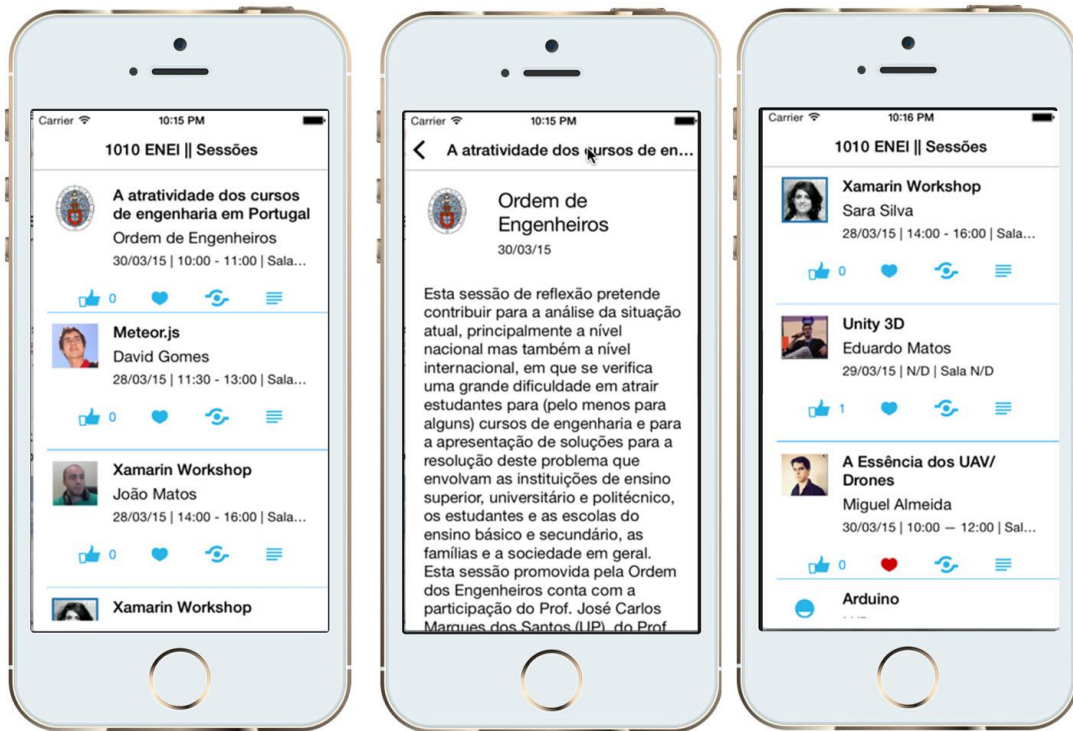 Carrier
10:15 PM
1010 ENEI || Sessões
A atratividade dos cursos
de engenharia em Portugal
Ordem de Engenheiros
30/03/15 | 10:00 - 11:00 | Sala...
0
Meteor.js
David Gomes
28/03/15 | 11:30 - 13:00 | Sala...
0
Xamarin Workshop
João Matos
28/03/15 | 14:00 - 16:00 | Sala...
0
Xamarin Workshop
Carrier
10:15 PM
A atratividade dos cursos de en...
Ordem de
Engenheiros
30/03/15
Esta sessão de reflexão pretende
contribuir para a análise da situação
atual, principalmente a nível
nacional mas também a nível
internacional, em que se verifica
uma grande dificuldade em atrair
estudantes para (pelo menos para
alguns) cursos de engenharia e para
a apresentação de soluções para a
resolução deste problema que
envolvam as instituições de ensino
superior, universitário e politécnico,
os estudantes e as escolas do
ensino básico e secundário, as
famílias e a sociedade em geral.
Esta sessão promovida pela Ordem
dos Engenheiros conta com a
participação do Prof. José Carlos
Marques dos Santos (UP), do Prof
Carrier
10:16 PM
1010 ENEI || Sessões
Xamarin Workshop
Sara Silva
28/03/15 | 14:00 - 16:00 | Sala...
0
Unity 3D
Eduardo Matos
29/03/15 | N/D | Sala N/D
1
A Essência dos UAV/
Drones
Miguel Almeida
30/03/15 | 10:00 — 12:00 | Sal...
0
Arduino